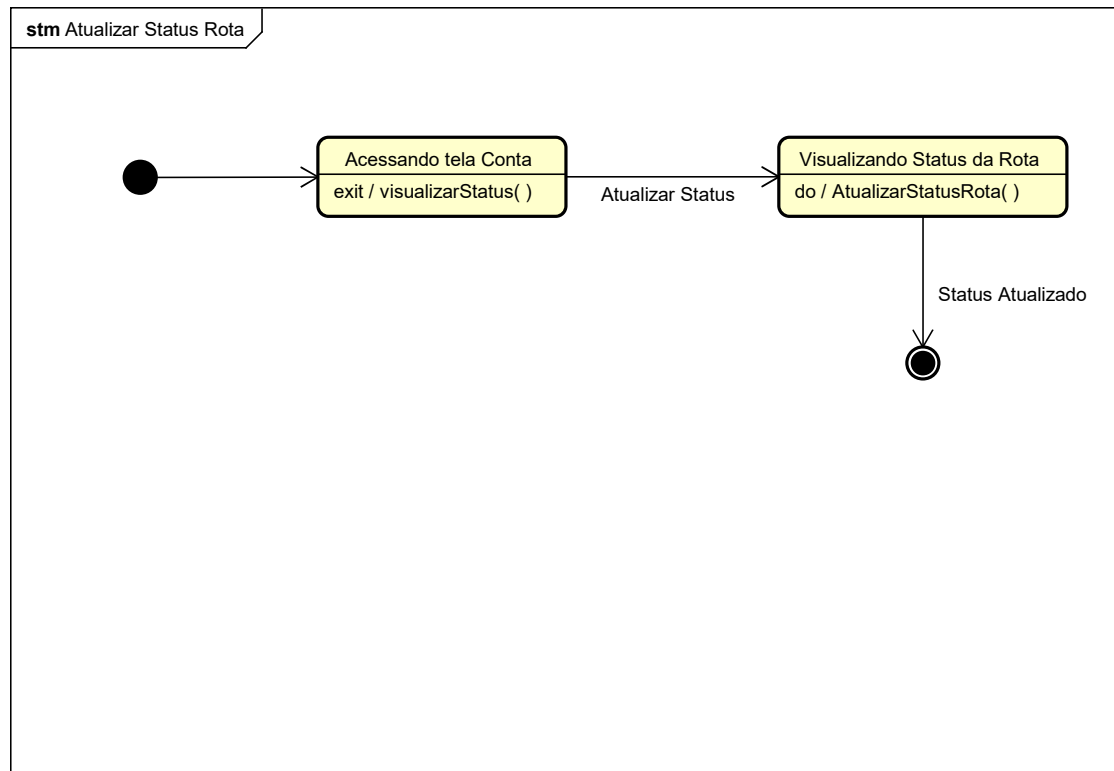 stm Atualizar Status Rota
Acessando tela Conta
exit / visualizarStatus( )
Atualizar Status
Visualizando Status da Rota
do / AtualizarStatusRota( )
Status Atualizado